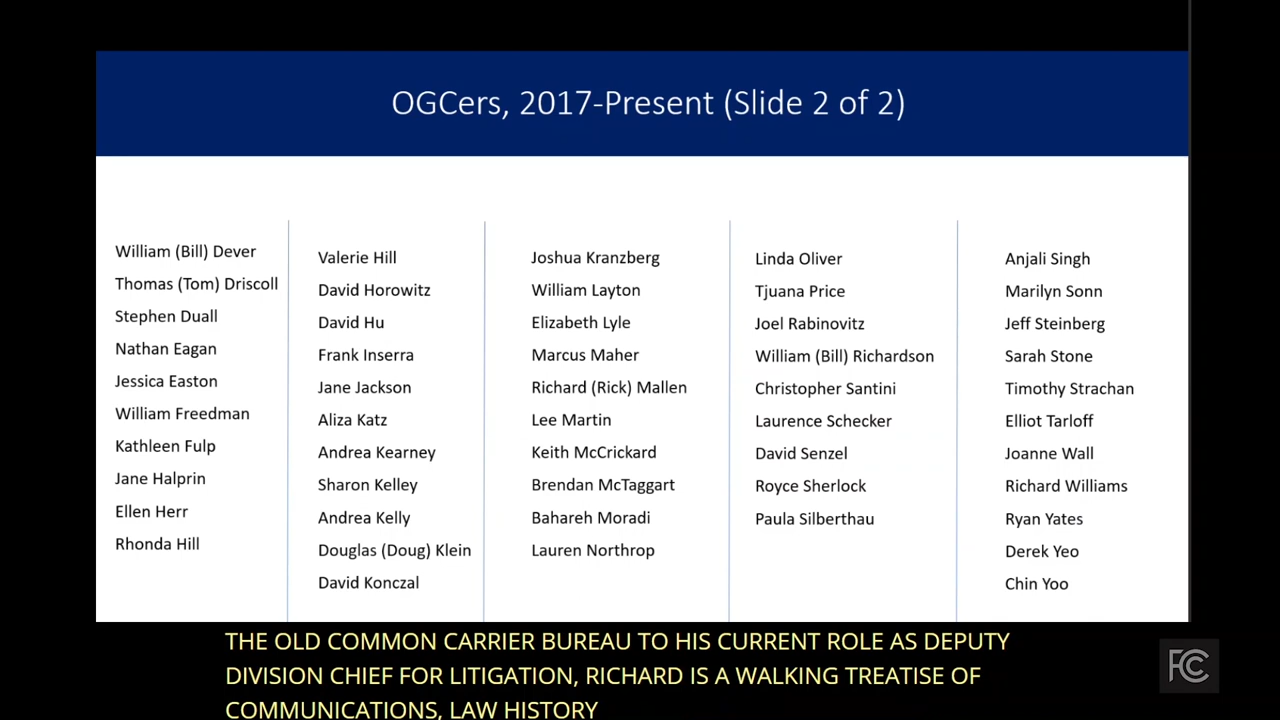 OGCers, 2017-Present (Slide 2 of 2)
William (Bill) Dever
Thomas (Tom) Driscoll
Stephen Duall
Nathan Eagan
Jessica Easton
William Freedman
Kathleen Fulp
Jane Halprin
Ellen Herr
Rhonda Hill
Valerie Hill
David Horowitz
David Hu
Frank Inserra
Jane Jackson
Aliza Katz
Andrea Kearney
Sharon Kelley
Andrea Kelly
Douglas (Doug) Klein
David Konczal
Joshua Kranzberg
William Layton
Elizabeth Lyle
Marcus Maher
Richard (Rick) Mallen
Lee Martin
Keith McCrickard
Brendan McTaggart
Bahareh Moradi
Lauren Northrop
Linda Oliver
Tjuana Price
Joel Rabinovitz
William (Bill) Richardson
Christopher Santini
Laurence Schecker
David Senzel
Royce Sherlock
Paula Silberthau
Anjali Singh
Marilyn Sonn
Jeff Steinberg
Sarah Stone
Timothy Strachan
Elliot Tarloff
Joanne Wall
Richard Williams
Ryan Yates
Derek Yeo
Chin Yoo
THE OLD COMMON CARRIER BUREAU TO HIS CURRENT ROLE AS DEPUTY
DIVISION CHIEF FOR LITIGATION, RICHARD IS A WALKING TREATISE OF
COMMUNICATIONS, LAW HISTORY
FCC